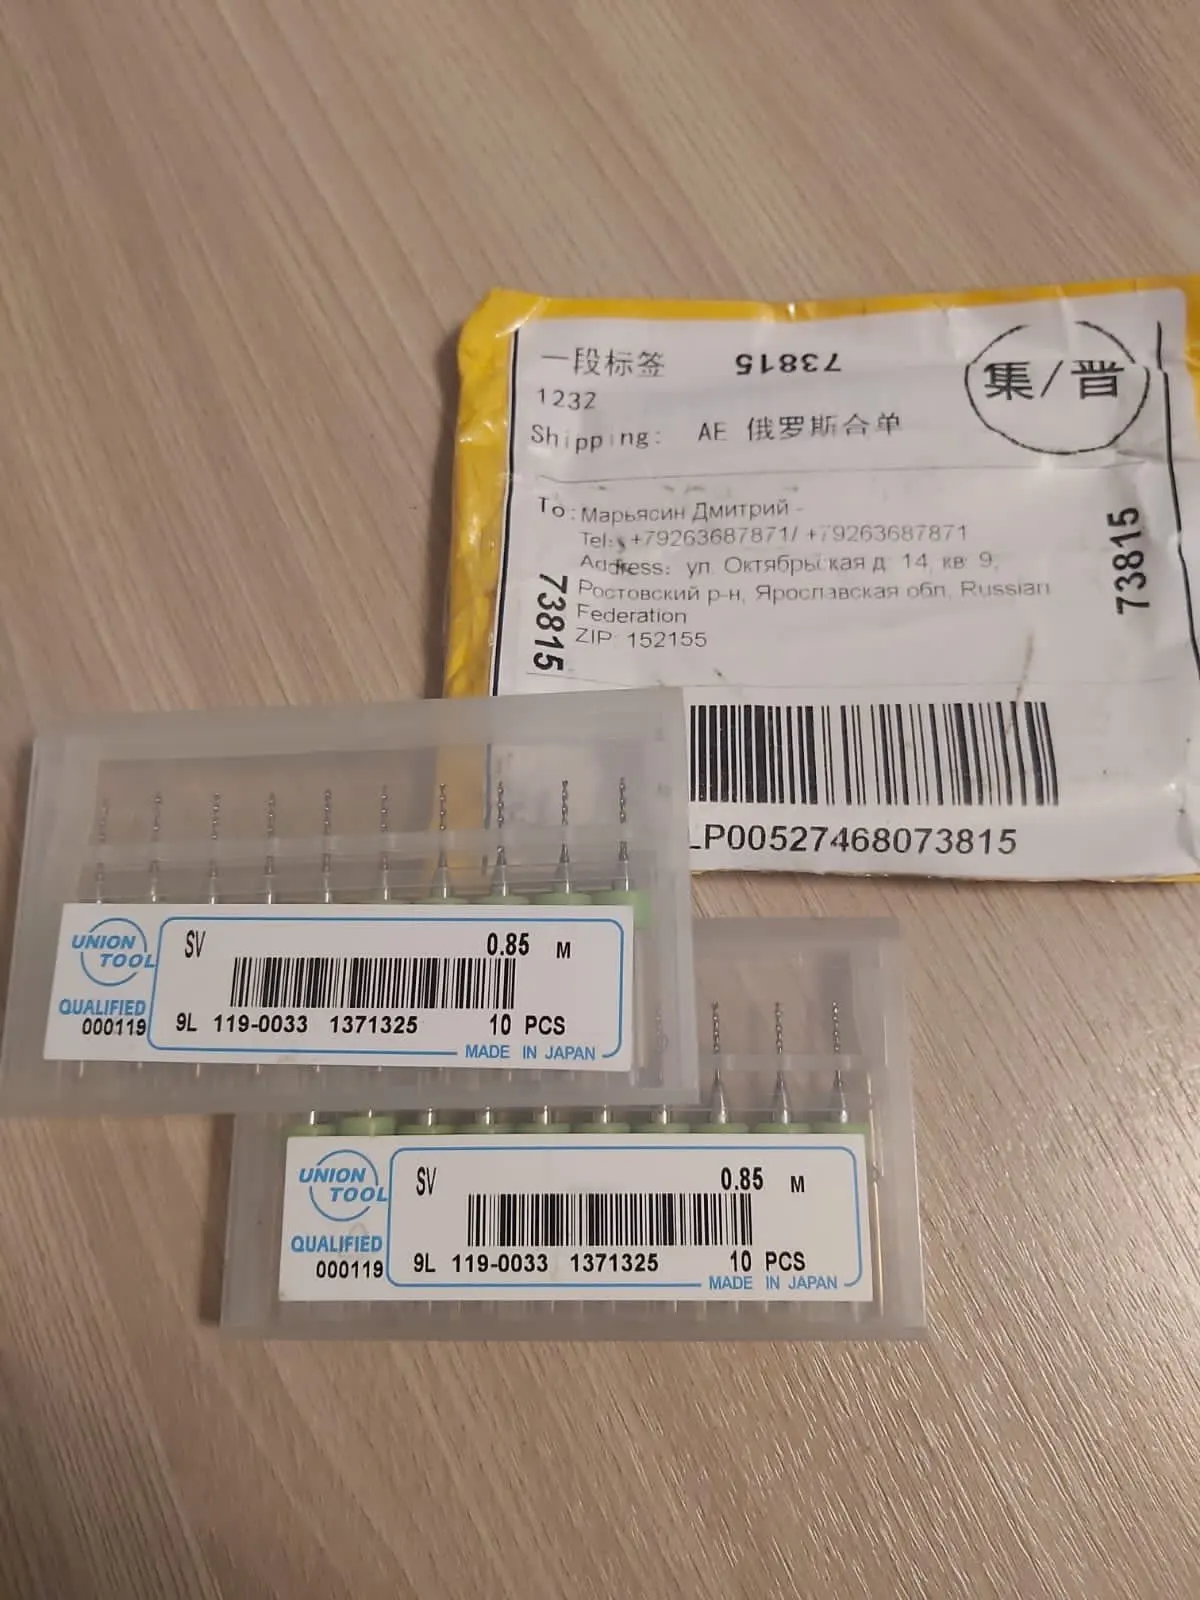 一段标签
73815
集/晋
1232
Shipping: AE 俄罗斯合单
To: Марьясин Дмитрий -
Tel: +79263687871/ +79263687871
Address: ул. Октябрьская д. 14, кв. 9,
Ростовский р-н, Ярославская обл, Russian
Federation
ZIP: 152155
73815
73815
LP00527468073815
UNION
TOOL
QUALIFIED
000119
SV 0.85 M
9L 119-0033 1371325 10 PCS
MADE IN JAPAN
UNION
TOOL
QUALIFIED
000119
SV 0.85 M
9L 119-0033 1371325 10 PCS
MADE IN JAPAN